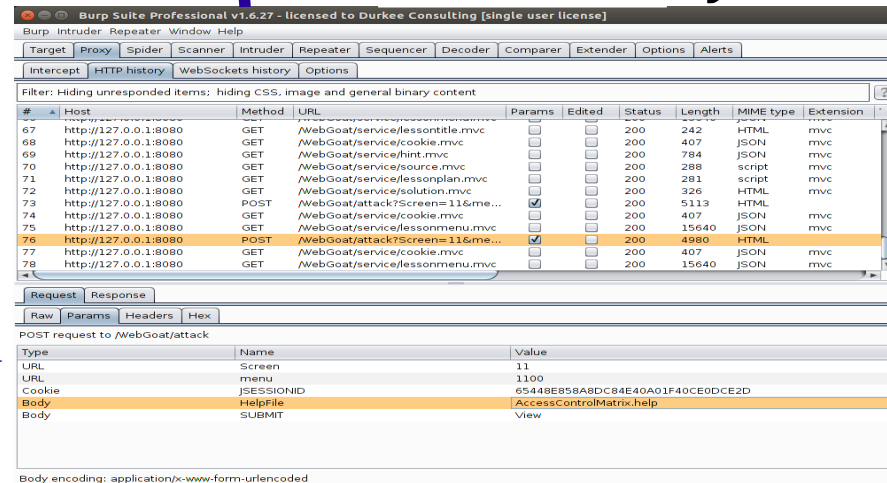 Burp Suite Professional v1.6.27 - licensed to Durkee Consulting [single user license]
Burp Intruder Repeater Window Help
Target Proxy Spider Scanner Intruder Repeater Sequencer Decoder Comparer Extender Options Alerts
Intercept HTTP history WebSockets history Options
Filter: Hiding unresponded items; hiding CSS, image and general binary content ?
# Host Method URL Params Edited Status Length MIME type Extension
67 http://127.0.0.1:8080 GET /WebGoat/service/lessontitle.mvc 200 242 HTML mvc
68 http://127.0.0.1:8080 GET /WebGoat/service/cookie.mvc 200 407 JSON mvc
69 http://127.0.0.1:8080 GET /WebGoat/service/hint.mvc 200 784 JSON mvc
70 http://127.0.0.1:8080 GET /WebGoat/service/source.mvc 200 288 script mvc
71 http://127.0.0.1:8080 GET /WebGoat/service/lessonplan.mvc 200 281 script mvc
72 http://127.0.0.1:8080 GET /WebGoat/service/solution.mvc 200 326 HTML mvc
73 http://127.0.0.1:8080 POST /WebGoat/attack?Screen=11&me... 200 5113 HTML
74 http://127.0.0.1:8080 GET /WebGoat/service/cookie.mvc 200 407 JSON mvc
75 http://127.0.0.1:8080 GET /WebGoat/service/lessonmenu.mvc 200 15640 JSON mvc
76 http://127.0.0.1:8080 POST /WebGoat/attack?Screen=11&me... 200 4980 HTML
77 http://127.0.0.1:8080 GET /WebGoat/service/cookie.mvc 200 407 JSON mvc
78 http://127.0.0.1:8080 GET /WebGoat/service/lessonmenu.mvc 200 15640 JSON mvc
Request Response
Raw Params Headers Hex
POST request to /WebGoat/attack
Type Name Value
URL Screen 11
URL menu 1100
Cookie JSESSIONID 65448E858A8DC84E40A01F40CE0DCE2D
Body HelpFile AccessControlMatrix.help
Body SUBMIT View
Body encoding: application/x-www-form-urlencoded